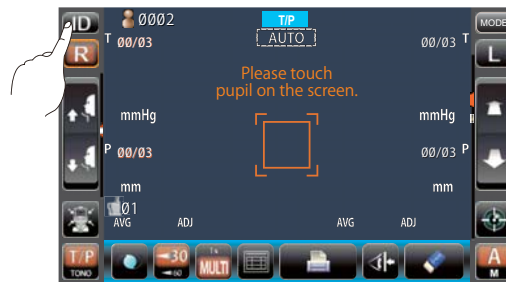 ID
0002
T/P
MODE
T
00/03
AUTO
00/03
T
R
L
Please touch
pupil on the screen.
mmHg
mmHg
P
00/03
00/03
P
mm
mm
01
AVG
ADJ
AVG
ADJ
T/P
TONO
30
60
MULTI
A
M